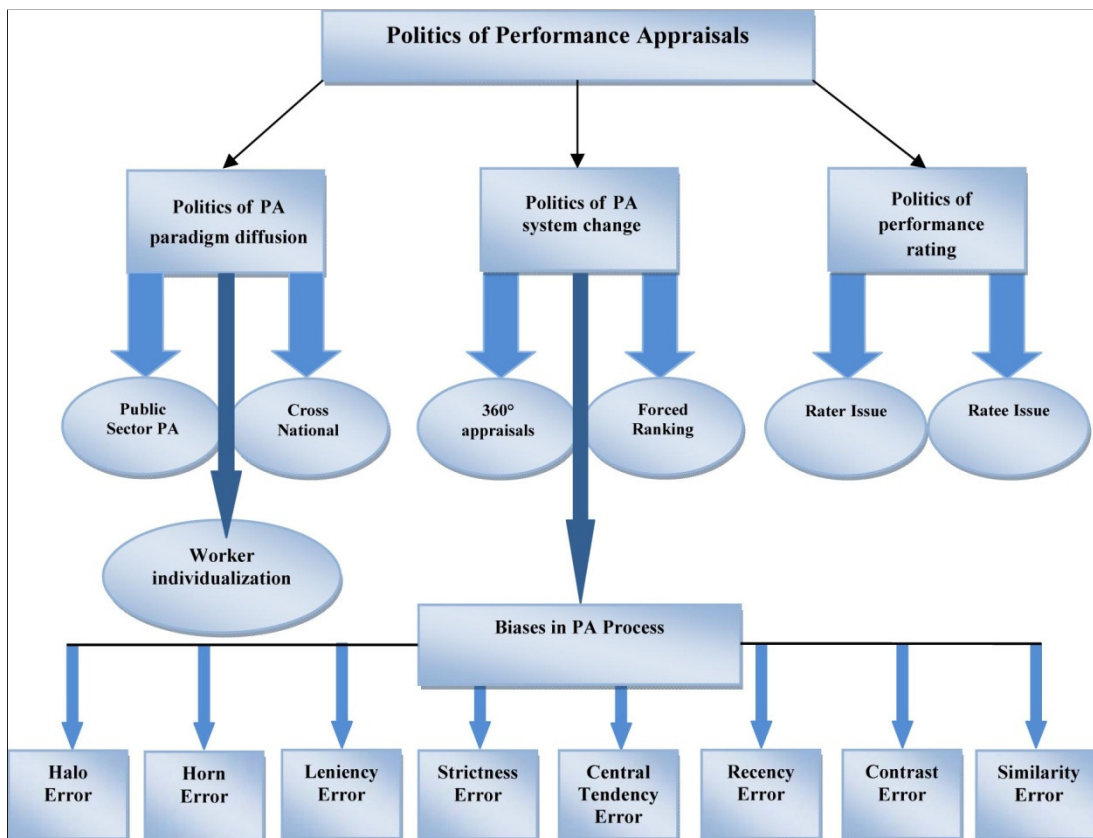 Politics of Performance Appraisals
Politics of PA
paradigm diffusion
Politics of PA
system change
Politics of
performance
rating
Public
Sector PA
Cross
National
360°
appraisals
Forced
Ranking
Rater Issue
Ratee Issue
Worker
individualization
Biases in PA Process
Halo
Error
Horn
Error
Leniency
Error
Strictness
Error
Central
Tendency
Error
Recency
Error
Contrast
Error
Similarity
Error